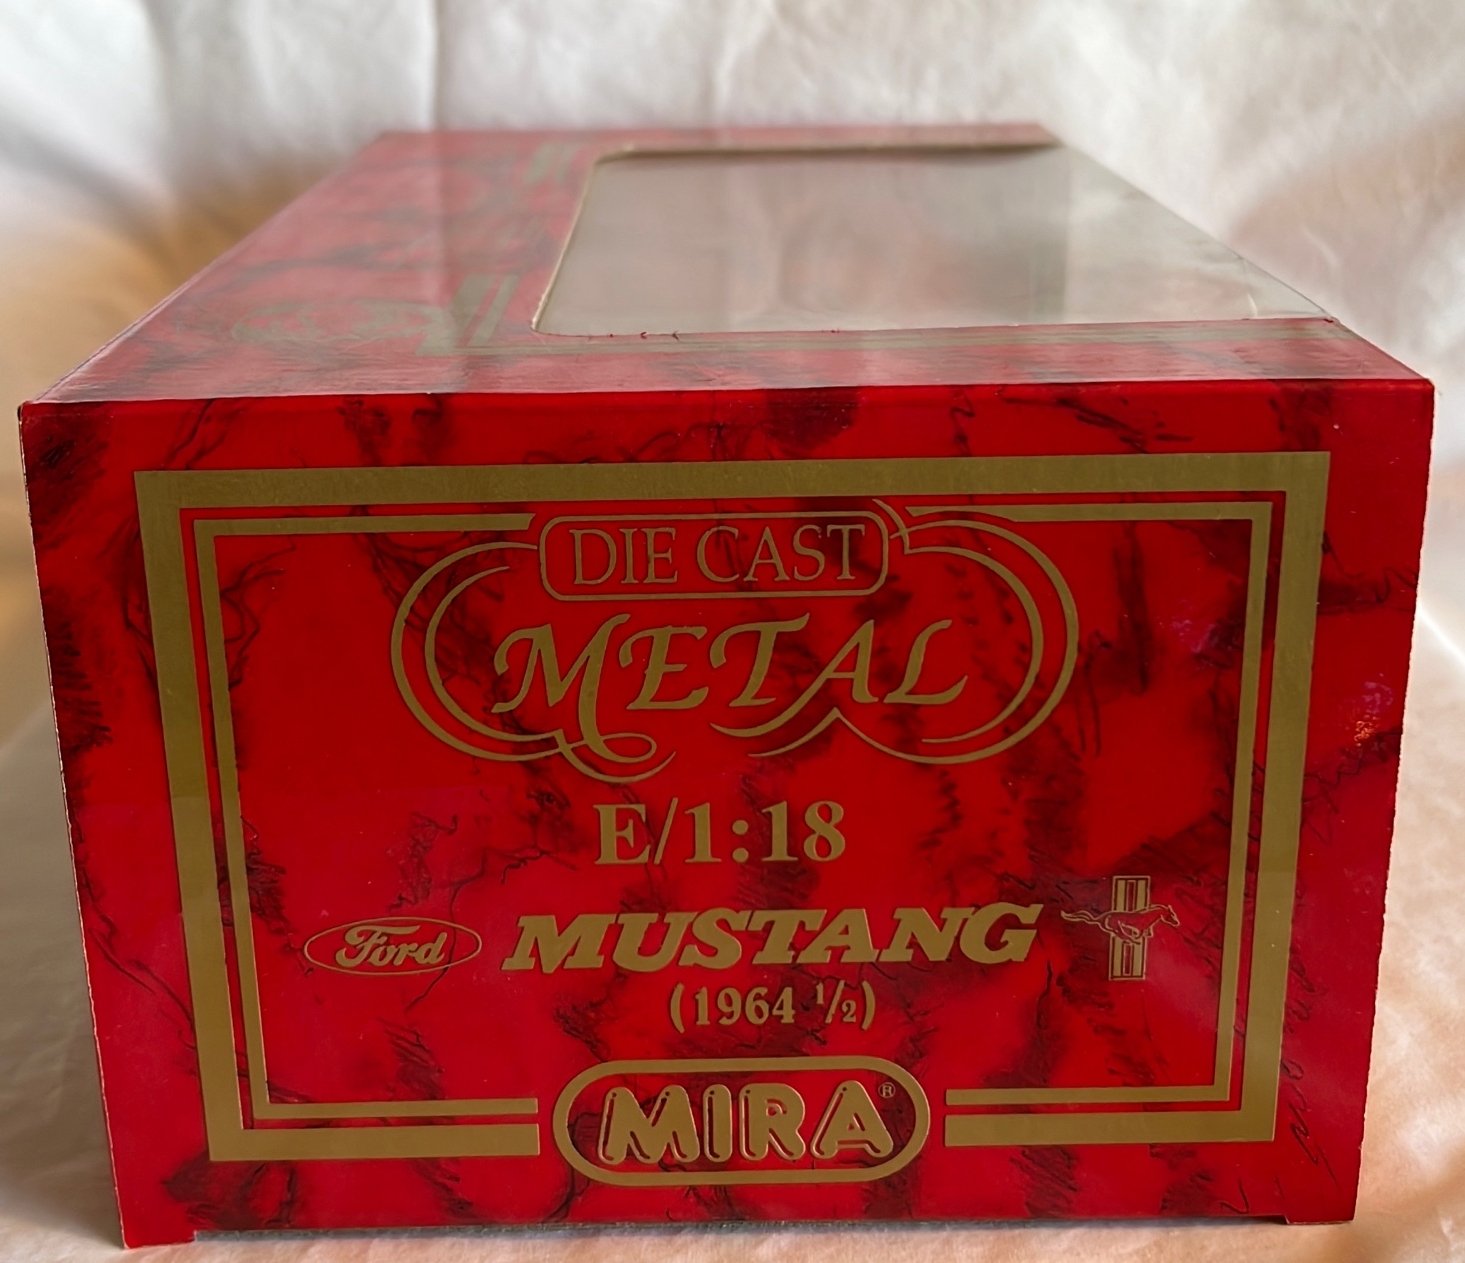 DIE CAST
METAL
E/1:18
Ford MUSTANG
(1964 ½)
MIRA®